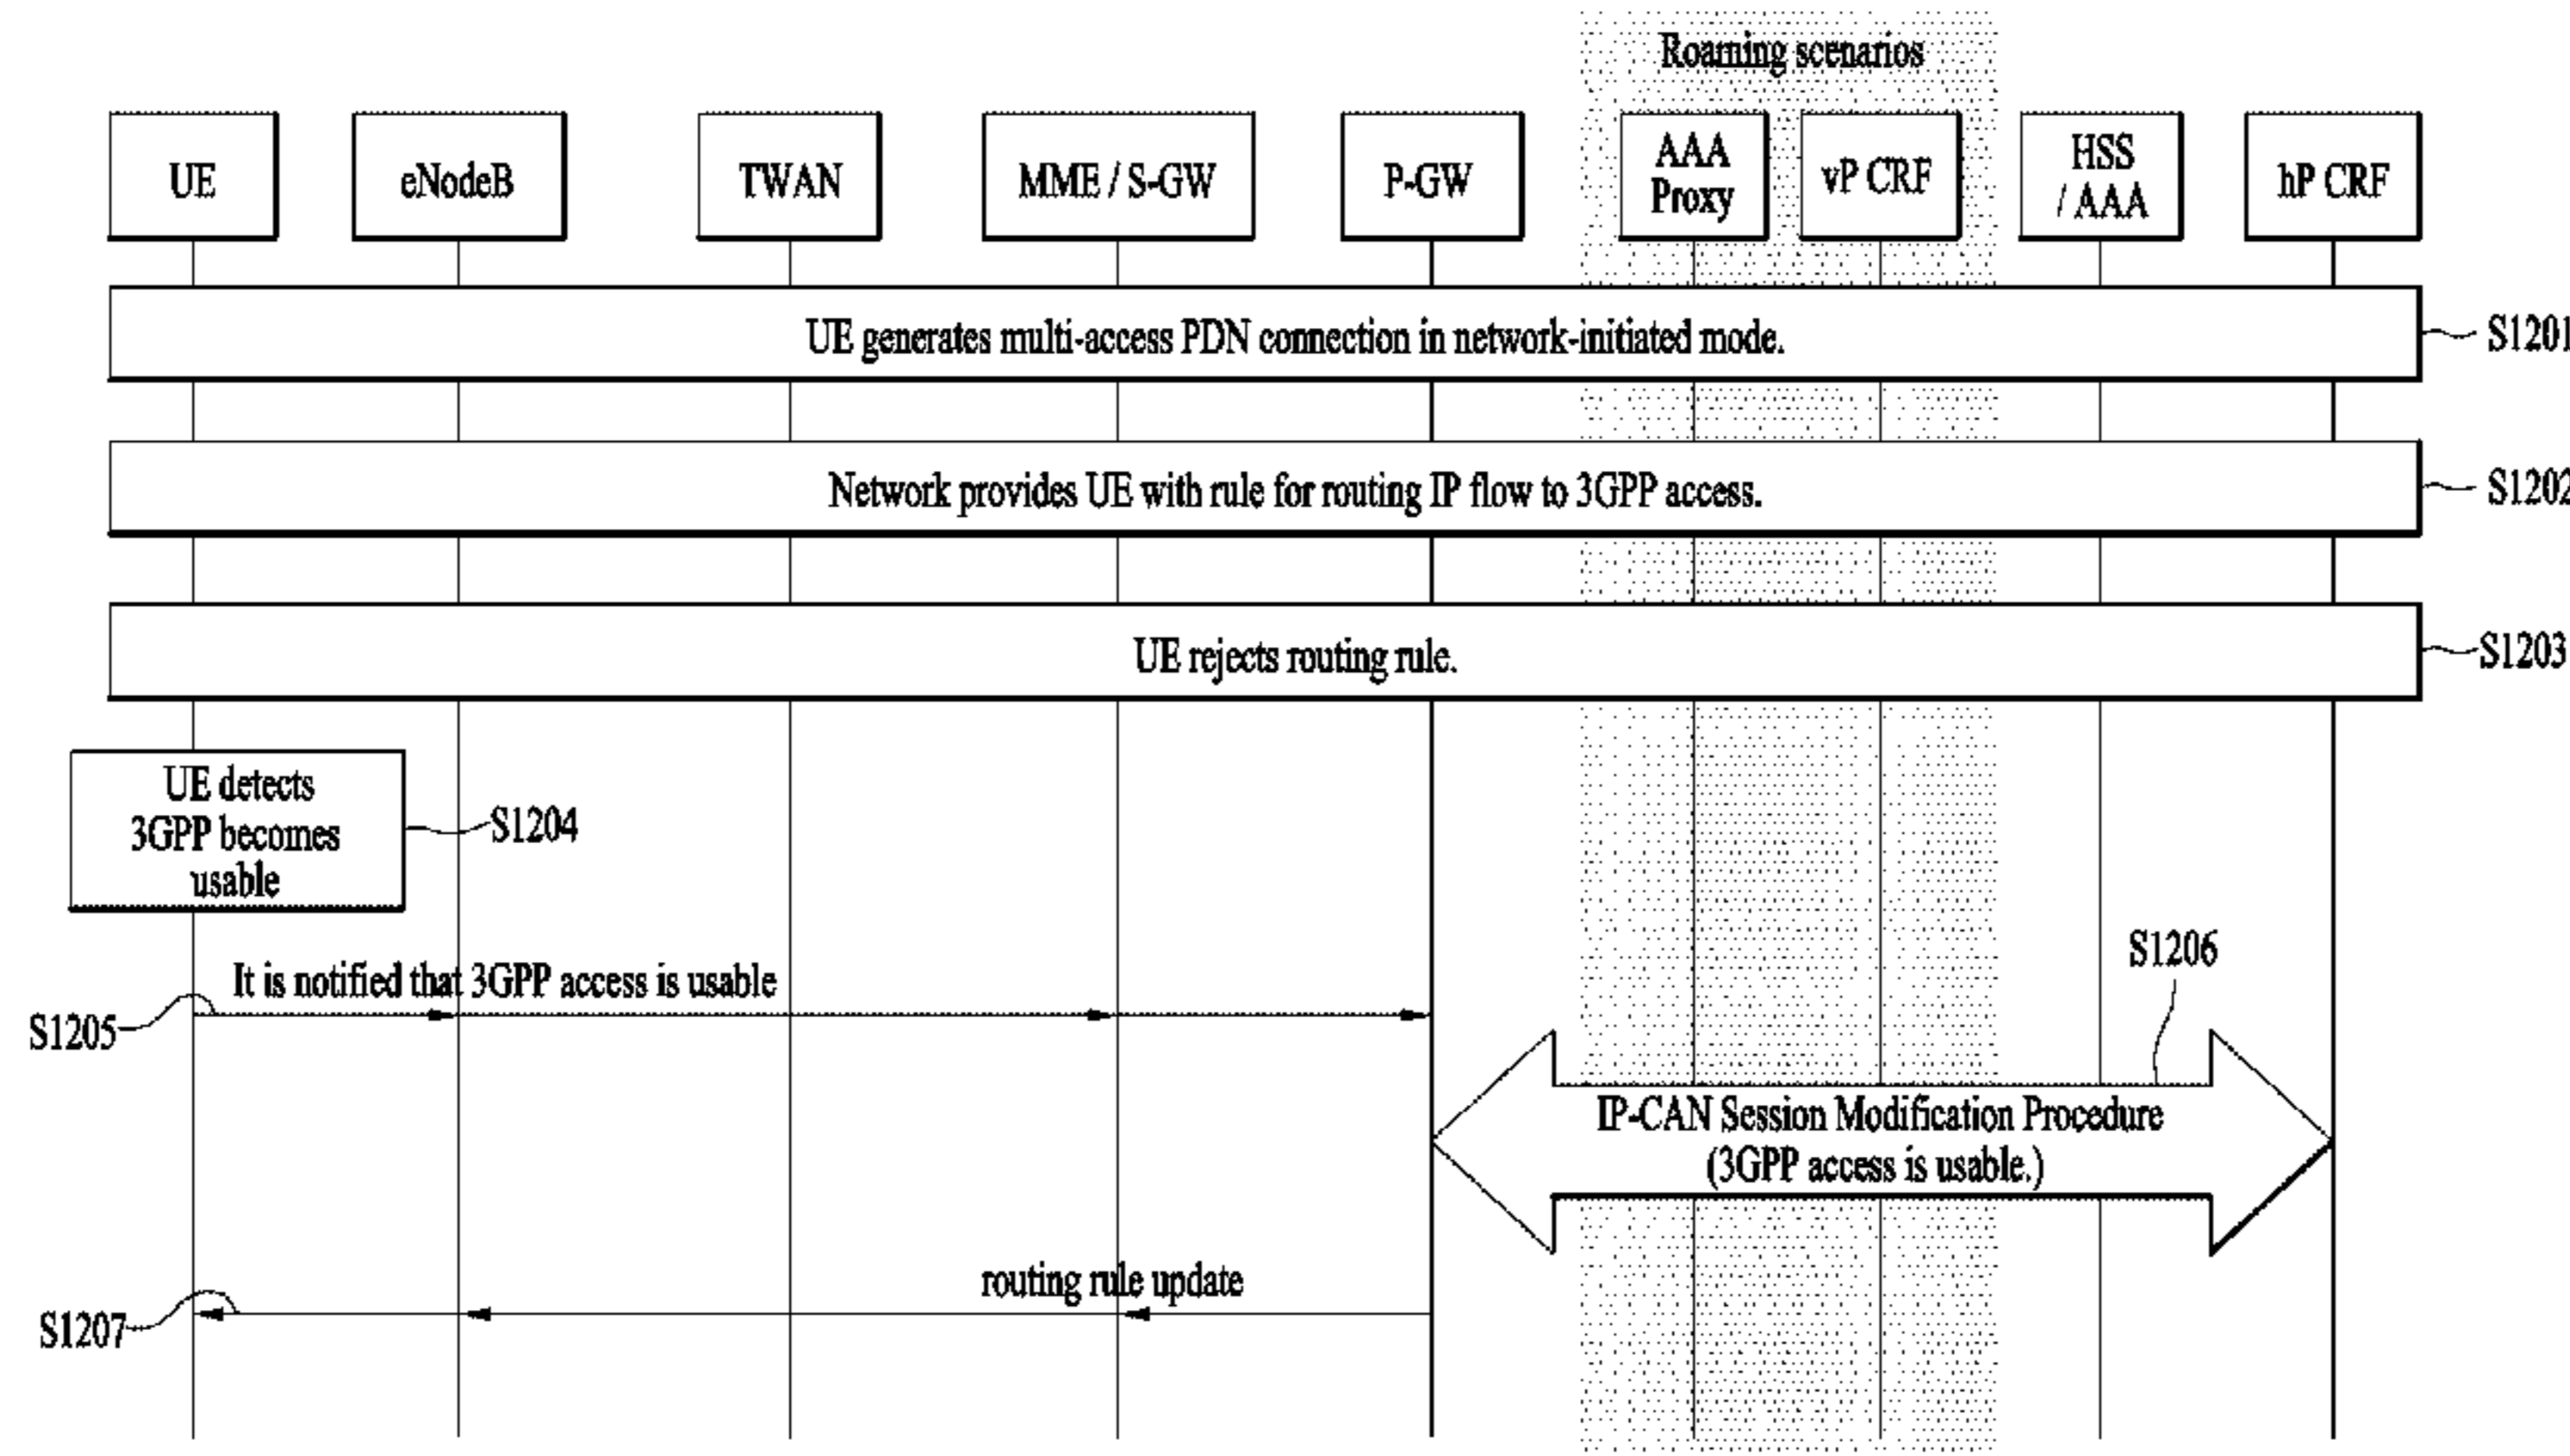 Roaming scenarios
UE
eNodeB
TWAN
MME / S-GW
P-GW
AAA
Proxy
vP CRF
HSS
/ AAA
hP CRF
UE generates multi-access PDN connection in network-initiated mode.
S1201
Network provides UE with rule for routing IP flow to 3GPP access.
S1202
UE rejects routing rule.
S1203
UE detects
3GPP becomes
usable
S1204
It is notified that 3GPP access is usable
S1205
S1206
IP-CAN Session Modification Procedure
(3GPP access is usable.)
routing rule update
S1207